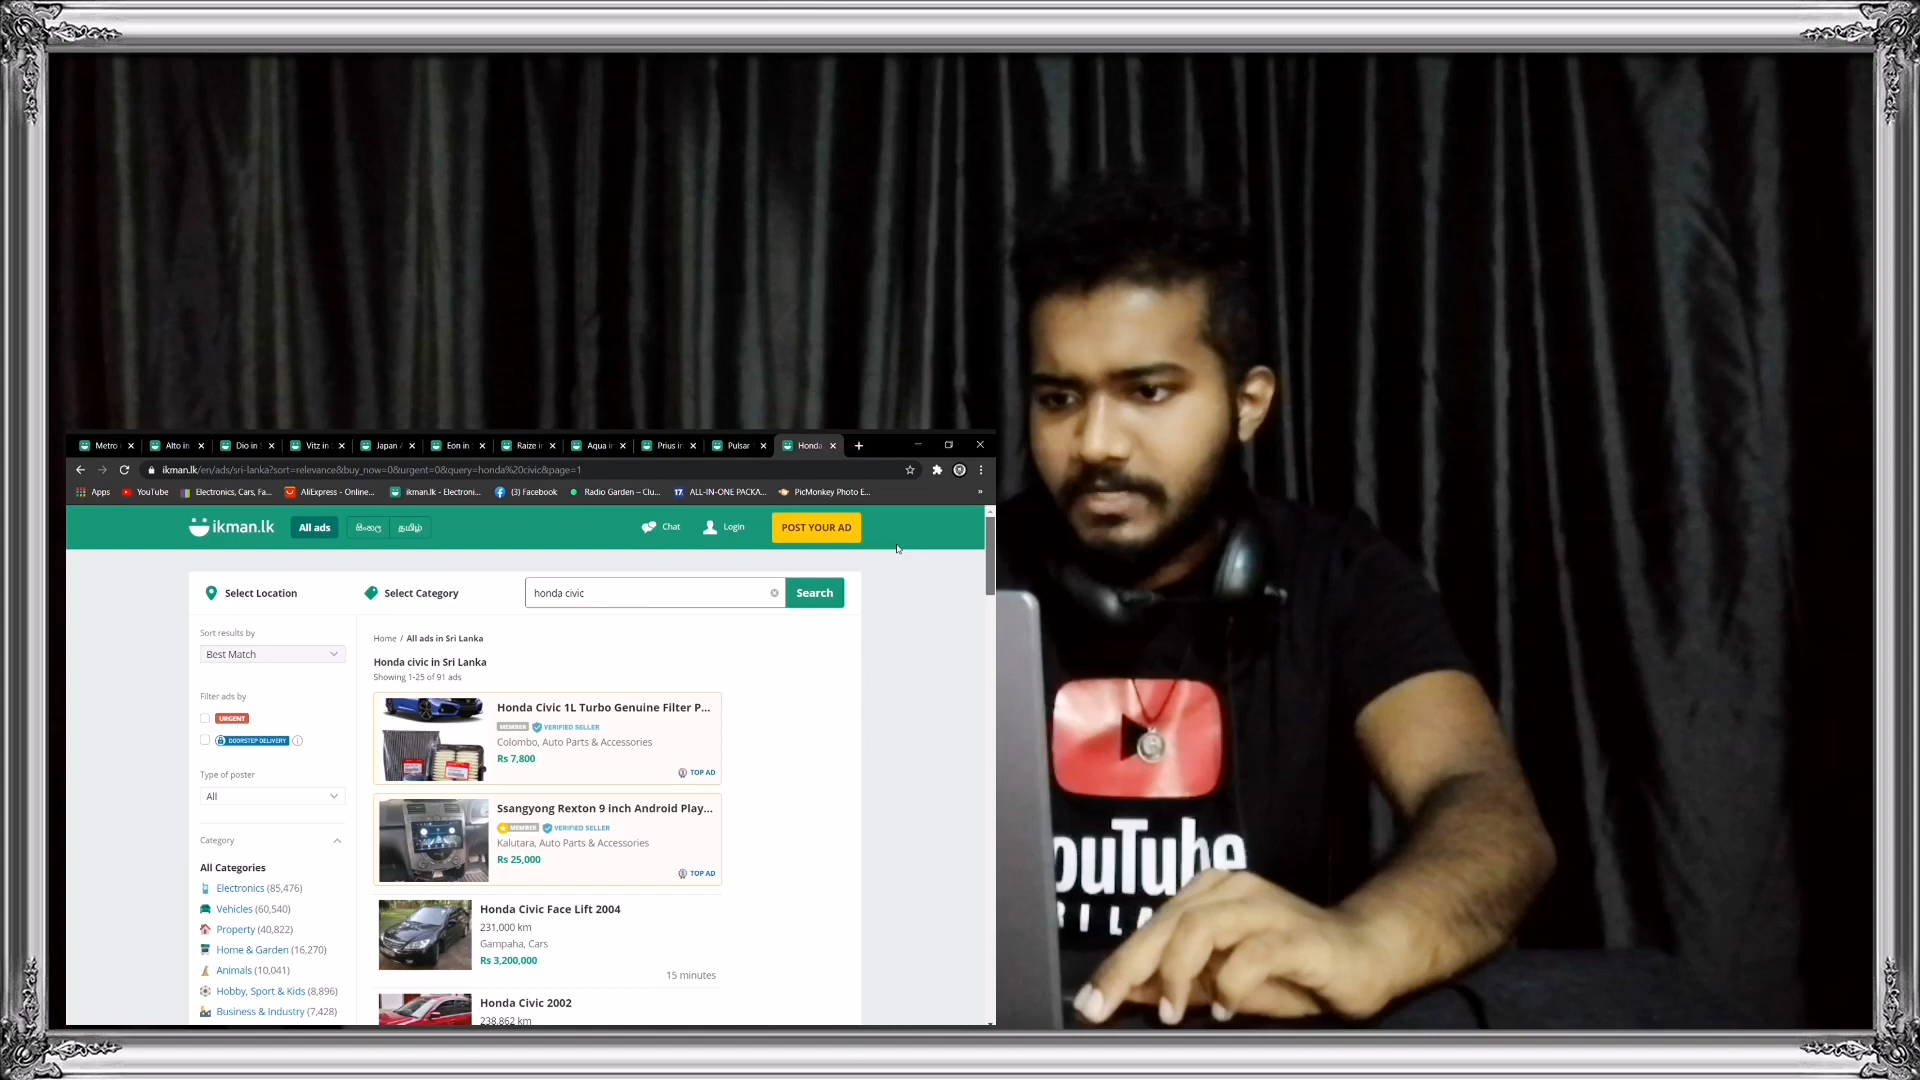 Metro
Alto in
Dio in
Vitz in
Japan
Eon in
Raize in
Aqua in
Prius in
Pulsar
Honda
ikman.lk/en/ads/sri-lanka?sort=relevance&buy_now=0&urgent=0&query=honda%20civic&page=1
Apps
YouTube
Electronics, Cars, Fa...
AliExpress - Online...
ikman.lk - Electroni...
(3) Facebook
Radio Garden – Clu...
17 ALL-IN-ONE PACKA...
PicMonkey Photo E...
»
ikman.lk
All ads
සිංහල
தமிழ்
Chat
Login
POST YOUR AD
Select Location
Select Category
honda civic
Search
Sort results by
Best Match
Filter ads by
URGENT
DOORSTEP DELIVERY
Type of poster
All
Category
All Categories
Electronics (85,476)
Vehicles (60,540)
Property (40,822)
Home & Garden (16,270)
Animals (10,041)
Hobby, Sport & Kids (8,896)
Business & Industry (7,428)
Home / All ads in Sri Lanka
Honda civic in Sri Lanka
Showing 1-25 of 91 ads
Honda Civic 1L Turbo Genuine Filter P...
MEMBER VERIFIED SELLER
Colombo, Auto Parts & Accessories
Rs 7,800
TOP AD
Ssangyong Rexton 9 inch Android Play...
MEMBER VERIFIED SELLER
Kalutara, Auto Parts & Accessories
Rs 25,000
TOP AD
Honda Civic Face Lift 2004
231,000 km
Gampaha, Cars
Rs 3,200,000
15 minutes
Honda Civic 2002
238,862 km
ouTube
RI LA